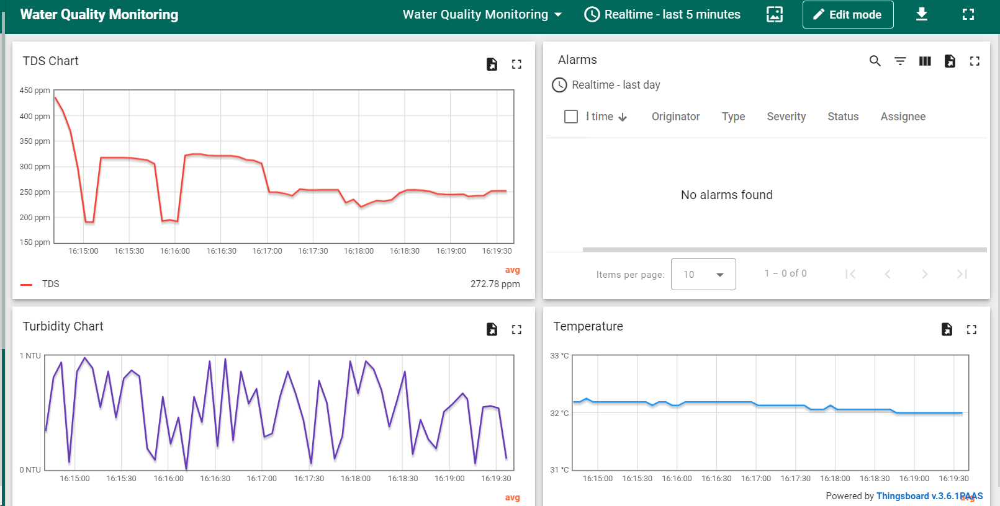 Water Quality Monitoring
Water Quality Monitoring
Realtime - last 5 minutes
Edit mode
TDS Chart
450 ppm
400 ppm
350 ppm
300 ppm
250 ppm
200 ppm
150 ppm
16:15:00 16:15:30 16:16:00 16:16:30 16:17:00 16:17:30 16:18:00 16:18:30 16:19:00 16:19:30
avg
TDS 272.78 ppm
Alarms
Realtime - last day
time Originator Type Severity Status Assignee
No alarms found
Items per page: 10 1 – 0 of 0
Turbidity Chart
1 NTU
0 NTU
16:15:00 16:15:30 16:16:00 16:16:30 16:17:00 16:17:30 16:18:00 16:18:30 16:19:00 16:19:30
avg
Temperature
33 °C
32 °C
31 °C
16:15:00 16:15:30 16:16:00 16:16:30 16:17:00 16:17:30 16:18:00 16:18:30 16:19:00 16:19:30
avg
Powered by Thingsboard v.3.6.1PAAS